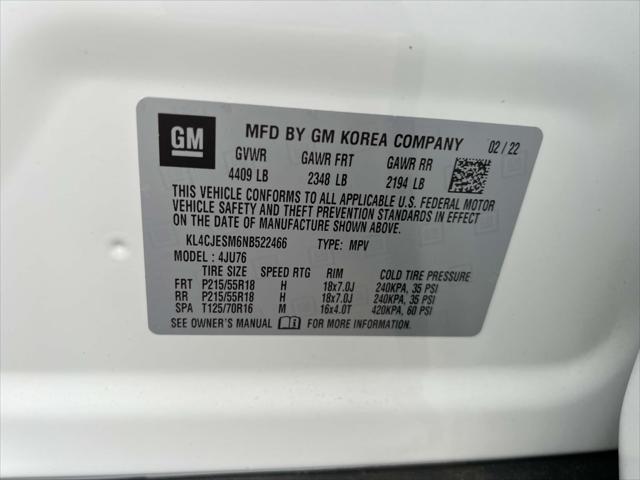 GM MFD BY GM KOREA COMPANY 02 / 22
GVWR GAWR FRT GAWR RR
4409 LB 2348 LB 2194 LB
THIS VEHICLE CONFORMS TO ALL APPLICABLE U.S. FEDERAL MOTOR
VEHICLE SAFETY AND THEFT PREVENTION STANDARDS IN EFFECT
ON THE DATE OF MANUFACTURE SHOWN ABOVE.
KL4CJESM6NB522466 TYPE: MPV
MODEL : 4JU76
TIRE SIZE SPEED RTG RIM COLD TIRE PRESSURE
FRT P215/55R18 H 18x7.0J 240KPA, 35 PSI
RR P215/55R18 H 18x7.0J 240KPA, 35 PSI
SPA T125/70R16 M 16x4.0T 420KPA, 60 PSI
SEE OWNER'S MANUAL FOR MORE INFORMATION.